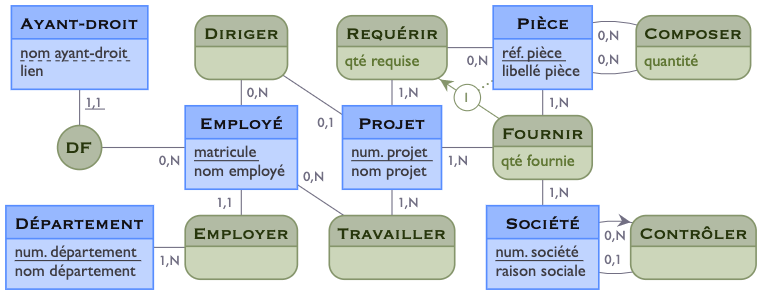 AYANT-DROIT
nom ayant-droit
lien
DIRIGER
REQUÉRIR
qté requise
PIÈCE
réf. pièce
libellé pièce
COMPOSER
quantité
0,N
0,N
0,N
1,1
0,N
0,1
1,N
I
1,N
DF
0,N
EMPLOYÉ
matricule
nom employé
PROJET
num. projet
nom projet
1,N
FOURNIR
qté fournie
0,N
1,1
1,N
1,N
DÉPARTEMENT
num. département
nom département
1,N
EMPLOYER
TRAVAILLER
SOCIÉTÉ
num. société
raison sociale
0,N
0,1
CONTRÔLER